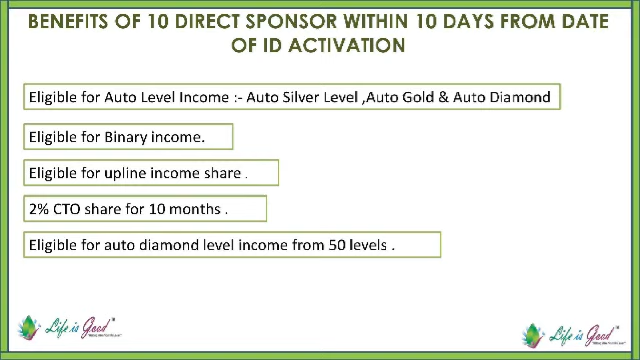 BENEFITS OF 10 DIRECT SPONSOR WITHIN 10 DAYS FROM DATE
OF ID ACTIVATION
Eligible for Auto Level Income :- Auto Silver Level ,Auto Gold & Auto Diamond
Eligible for Binary income.
Eligible for upline income share .
2% CTO share for 10 months .
Eligible for auto diamond level income from 50 levels .
Life is Good
Life is Good